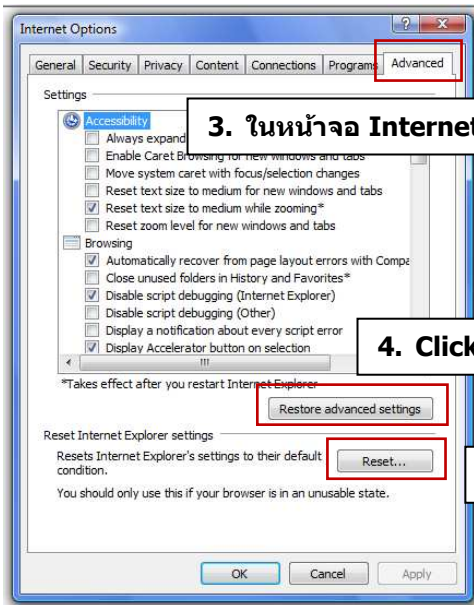 Internet Options
General Security Privacy Content Connections Programs Advanced
Settings
Accessibility
3. ในหน้าจอ Internet
Always expand
Enable Caret Browsing for new windows and tabs
Move system caret with focus/selection changes
Reset text size to medium for new windows and tabs
Reset text size to medium while zooming*
Reset zoom level for new windows and tabs
Browsing
Automatically recover from page layout errors with Compa
Close unused folders in History and Favorites*
Disable script debugging (Internet Explorer)
Disable script debugging (Other)
Display a notification about every script error
Display Accelerator button on selection
4. Click
*Takes effect after you restart Internet Explorer
Restore advanced settings
Reset Internet Explorer settings
Resets Internet Explorer's settings to their default
condition.
Reset...
You should only use this if your browser is in an unusable state.
OK Cancel Apply